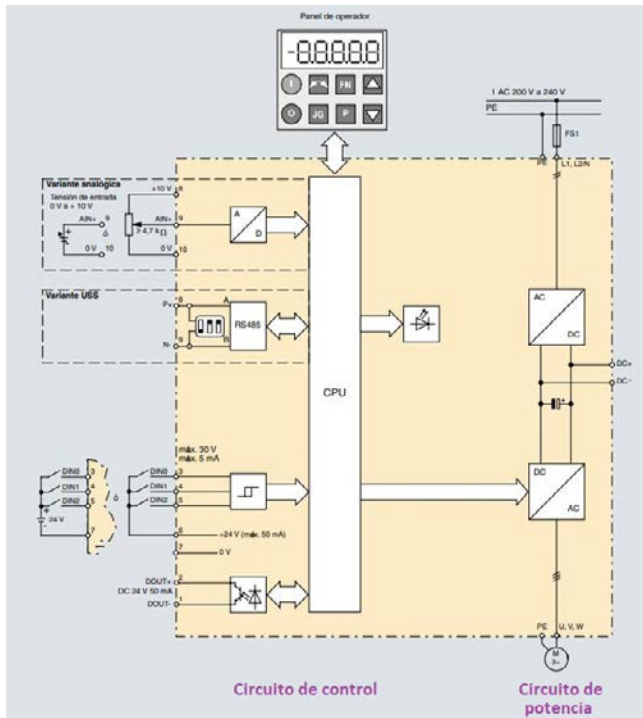 Panel de operador
-8.8.8.8.8
I
FN
O
JG
P
1 AC 200 V a 240 V
PE
FS1
PE
L1, L2/N
Variante analógica
Tensión de entrada
0 V a + 10 V
+10 V
8
AIN+
9
ó
AIN+
9
> 4,7 kΩ
0 V
10
0 V
10
A
D
Variante USS
P+
8
A
RS485
N-
9
B
CPU
AC
DC
DC+
DC-
máx. 30 V
máx. 5 mA
DIN0
3
DIN1
4
DIN2
5
24 V
7
ó
DIN0
3
DIN1
4
DIN2
5
6
+24 V (máx. 50 mA)
7
0 V
DC
AC
DOUT+
2
DC 24 V 50 mA
DOUT-
1
PE
U, V, W
M
3~
Circuito de control
Circuito de
potencia